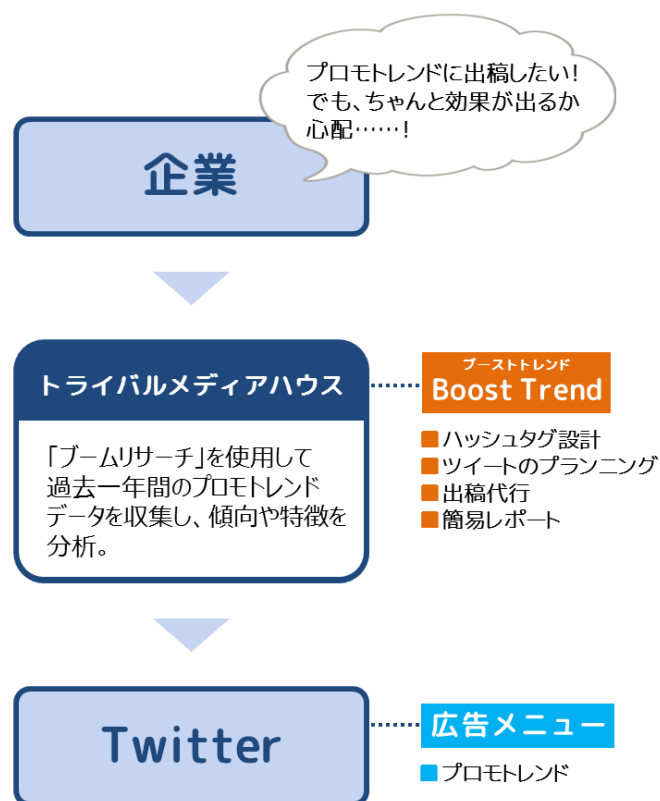 プロモトレンドに出稿したい!
でも、ちゃんと効果が出るか
心配……!
企業
トライバルメディアハウス
「ブームリサーチ」を使用して
過去一年間のプロモトレンド
データを収集し、傾向や特徴を
分析。
ブーストトレンド
Boost Trend
■ハッシュタグ設計
■ツイートのプランニング
■出稿代行
■簡易レポート
Twitter
広告メニュー
■プロモトレンド